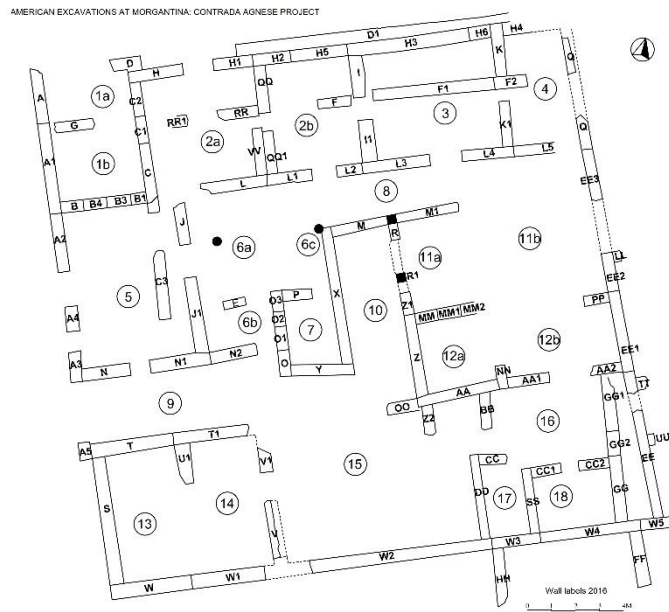 AMERICAN EXCAVATIONS AT MORGANTINA: CONTRADA AGNESE PROJECT
D1
H4
H6
H3
H5
H2
H1
K
Q
D
H
QQ
I
A
1a
C2
F2
F1
4
F
RR
RR1
G
C1
2a
2b
3
I1
K1
Q
A1
1b
VV
QQ1
C
L
L1
L2
L3
L4
L5
EE3
B
B4
B3
B1
8
J
M
M1
R
A2
6a
6c
11a
11b
LL
R1
EE2
C3
X
5
O3
P
10
Z1
PP
E
A4
J1
6b
O2
7
MM
MM1
MM2
O1
12a
12b
EE1
N1
N2
O
Y
Z
A3
N
NN
AA2
AA1
TT
AA
GG1
9
OO
Z2
BB
16
T
T1
A5
U1
V1
15
GG2
EE
UU
CC
CC1
CC2
S
13
14
DD
17
SS
18
GG
V
W5
W4
W3
W2
W1
W
HH
FF
Wall labels 2016
0
1
2
3
4M